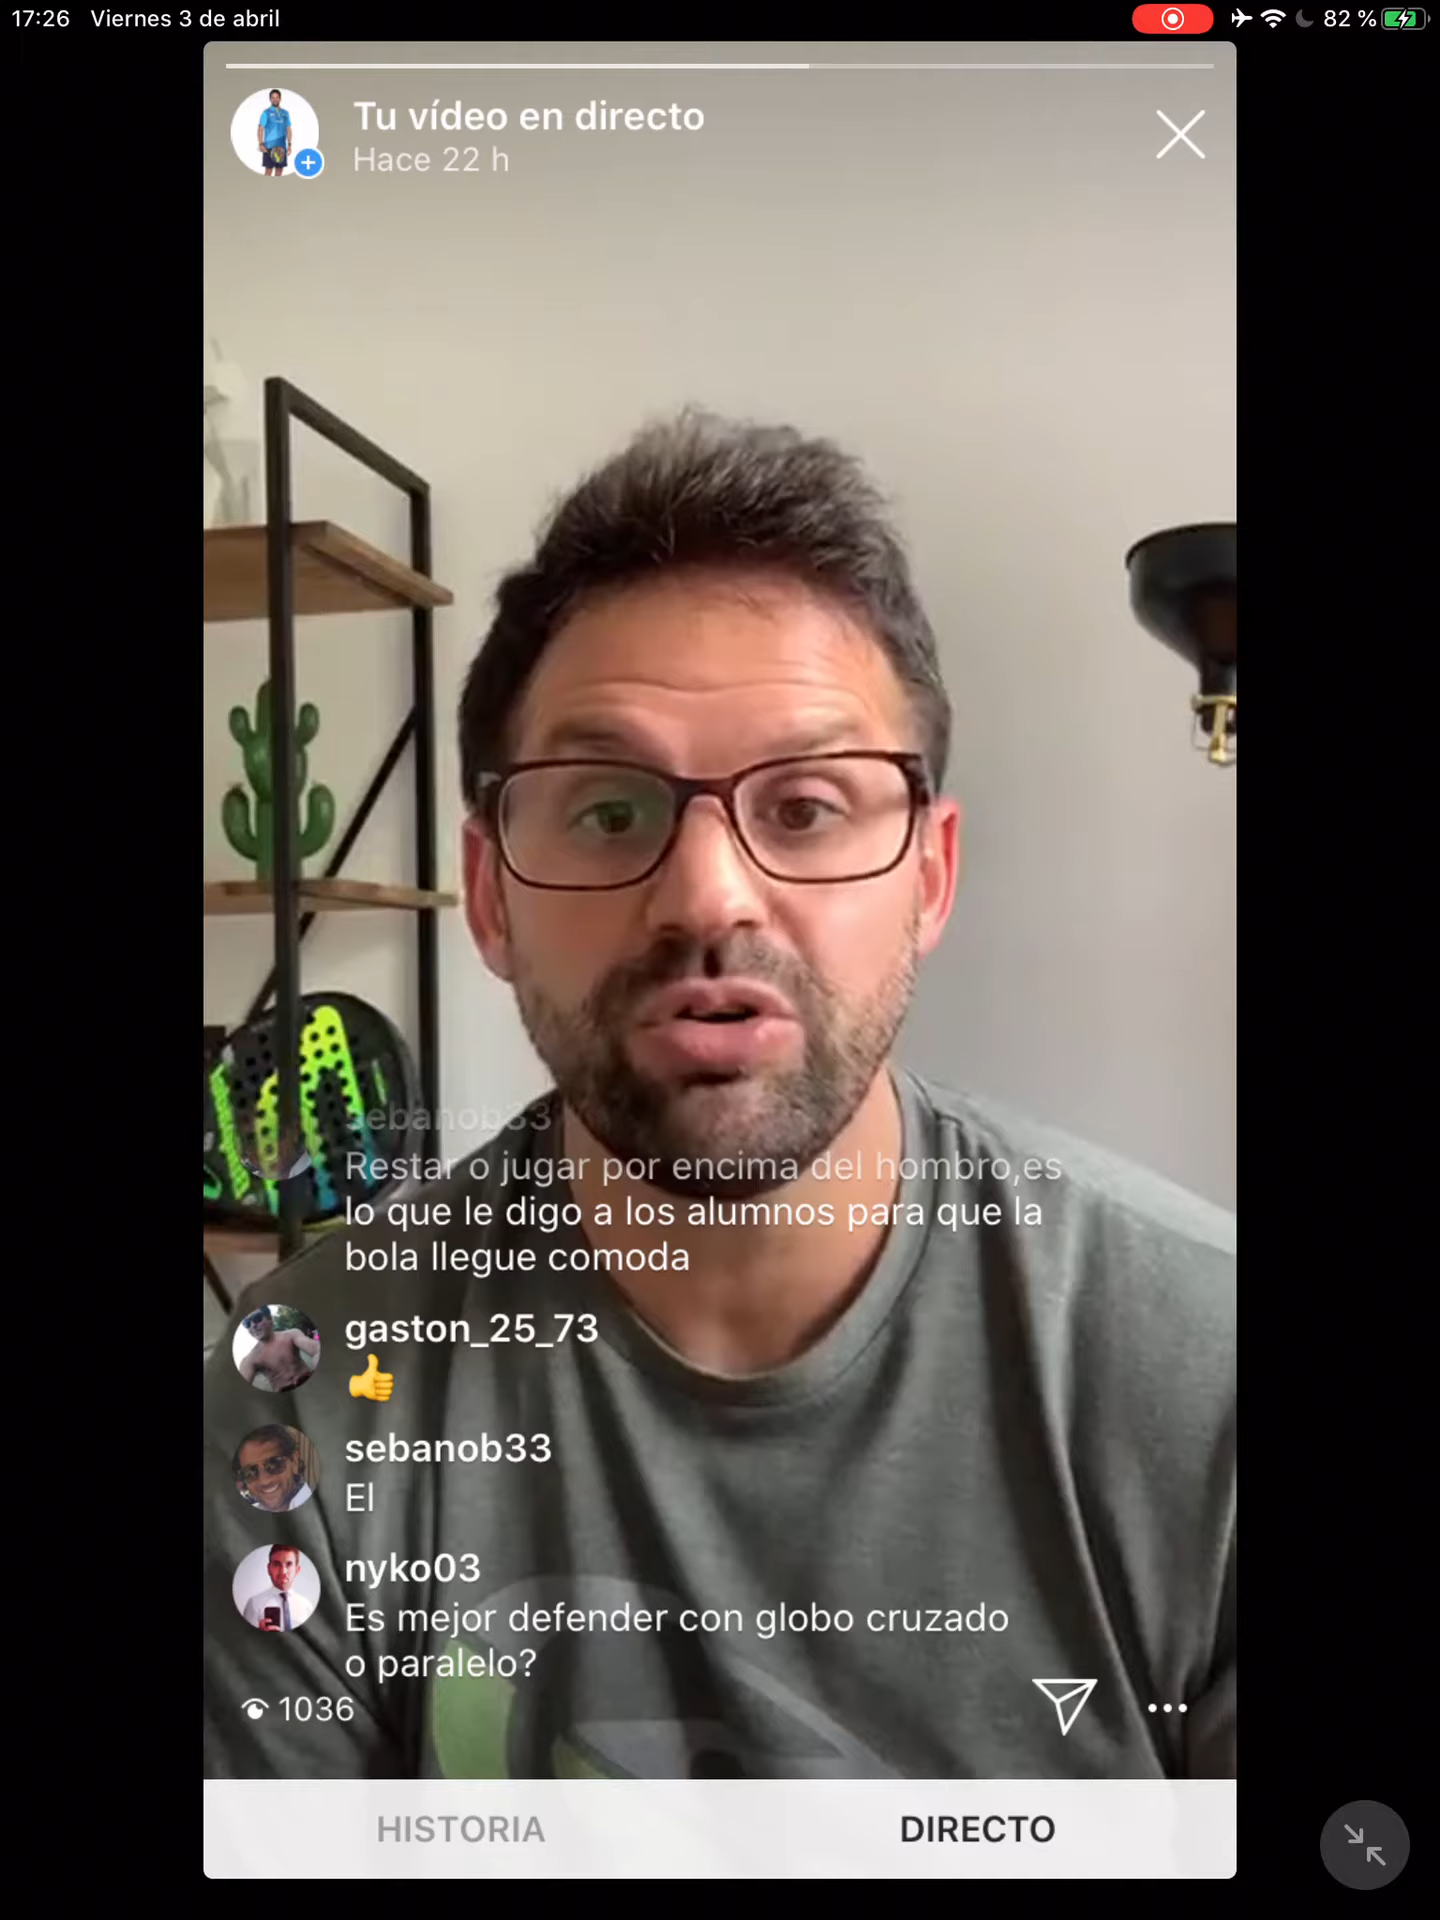 17:26 Viernes 3 de abril
82 %
Tu vídeo en directo
Hace 22 h
sebanob33
Restar o jugar por encima del hombro,es
lo que le digo a los alumnos para que la
bola llegue comoda
gaston_25_73
👍
sebanob33
El
nyko03
Es mejor defender con globo cruzado
o paralelo?
1036
HISTORIA
DIRECTO